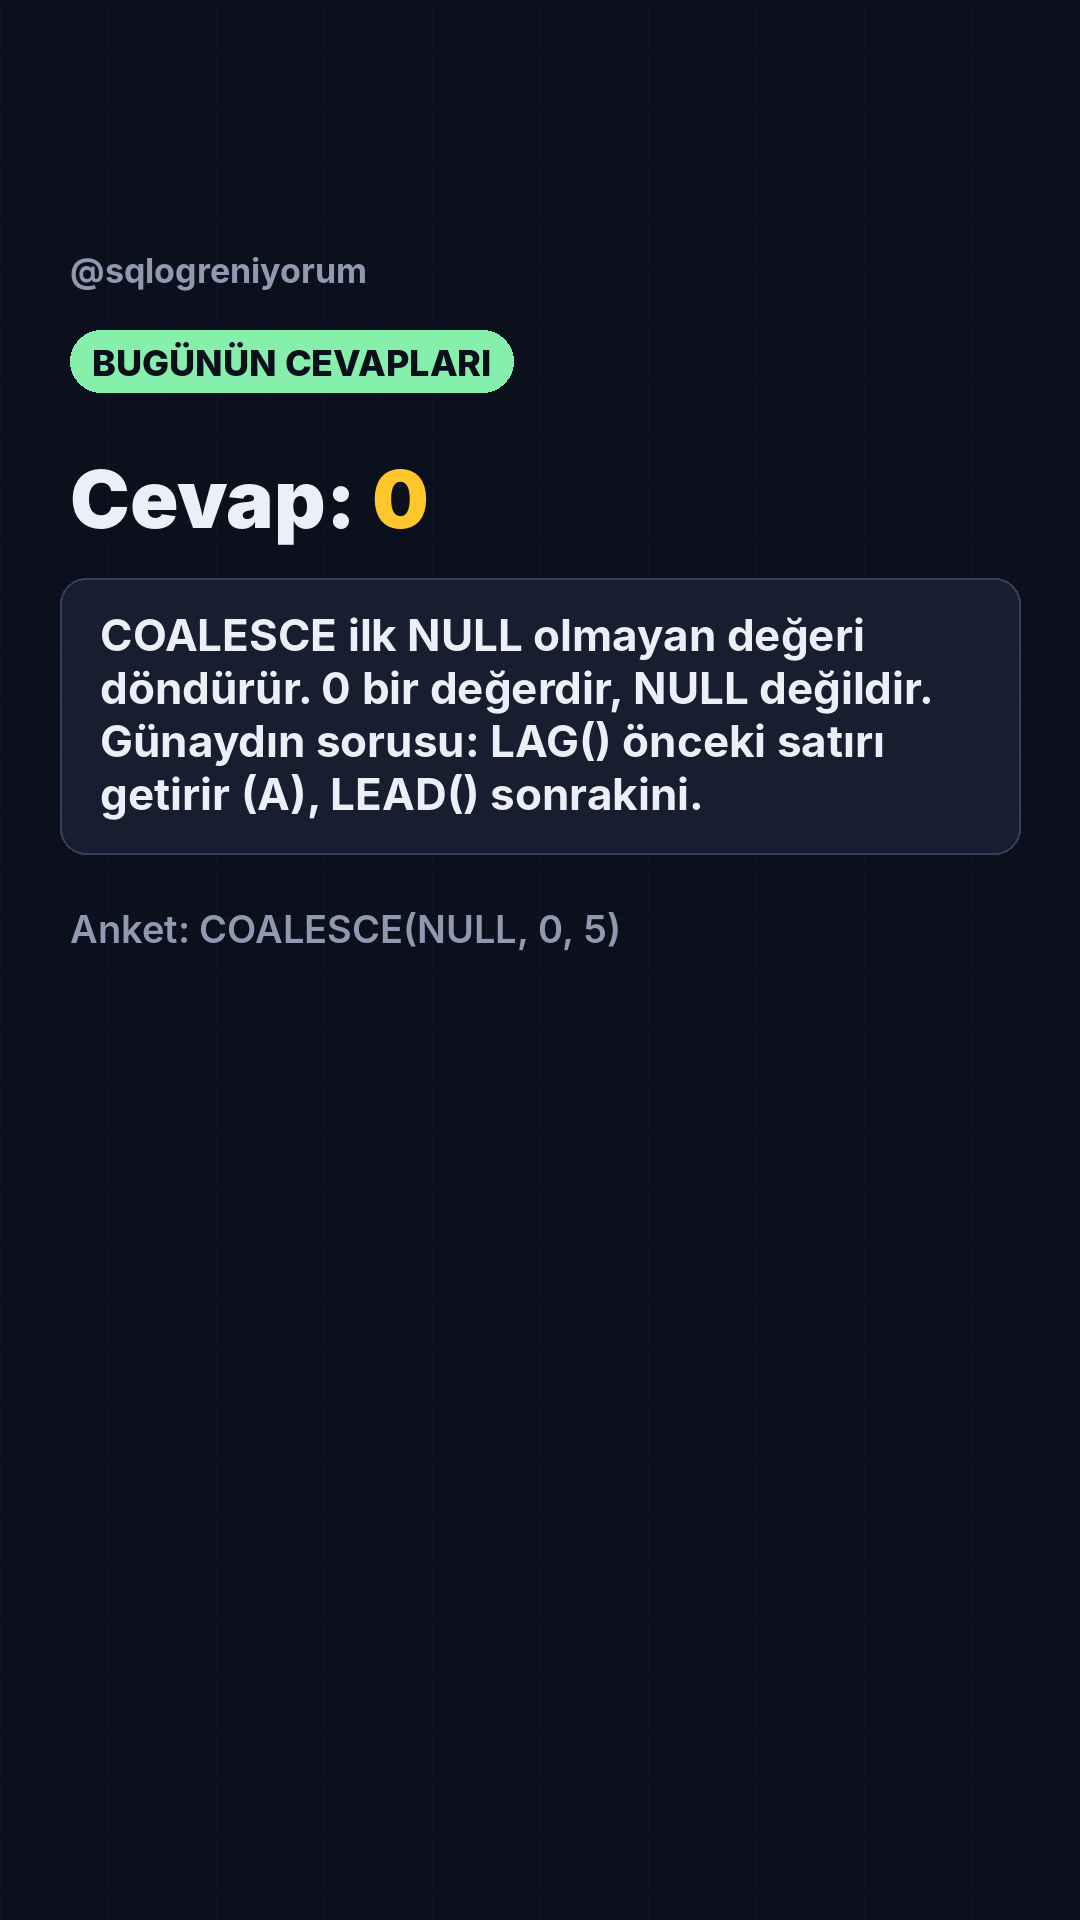 @sqlogreniyorum
BUGÜNÜN CEVAPLARI
Cevap: 0
COALESCE ilk NULL olmayan değeri
döndürür. 0 bir değerdir, NULL değildir.
Günaydın sorusu: LAG() önceki satırı
getirir (A), LEAD() sonrakini.
Anket: COALESCE(NULL, 0, 5)